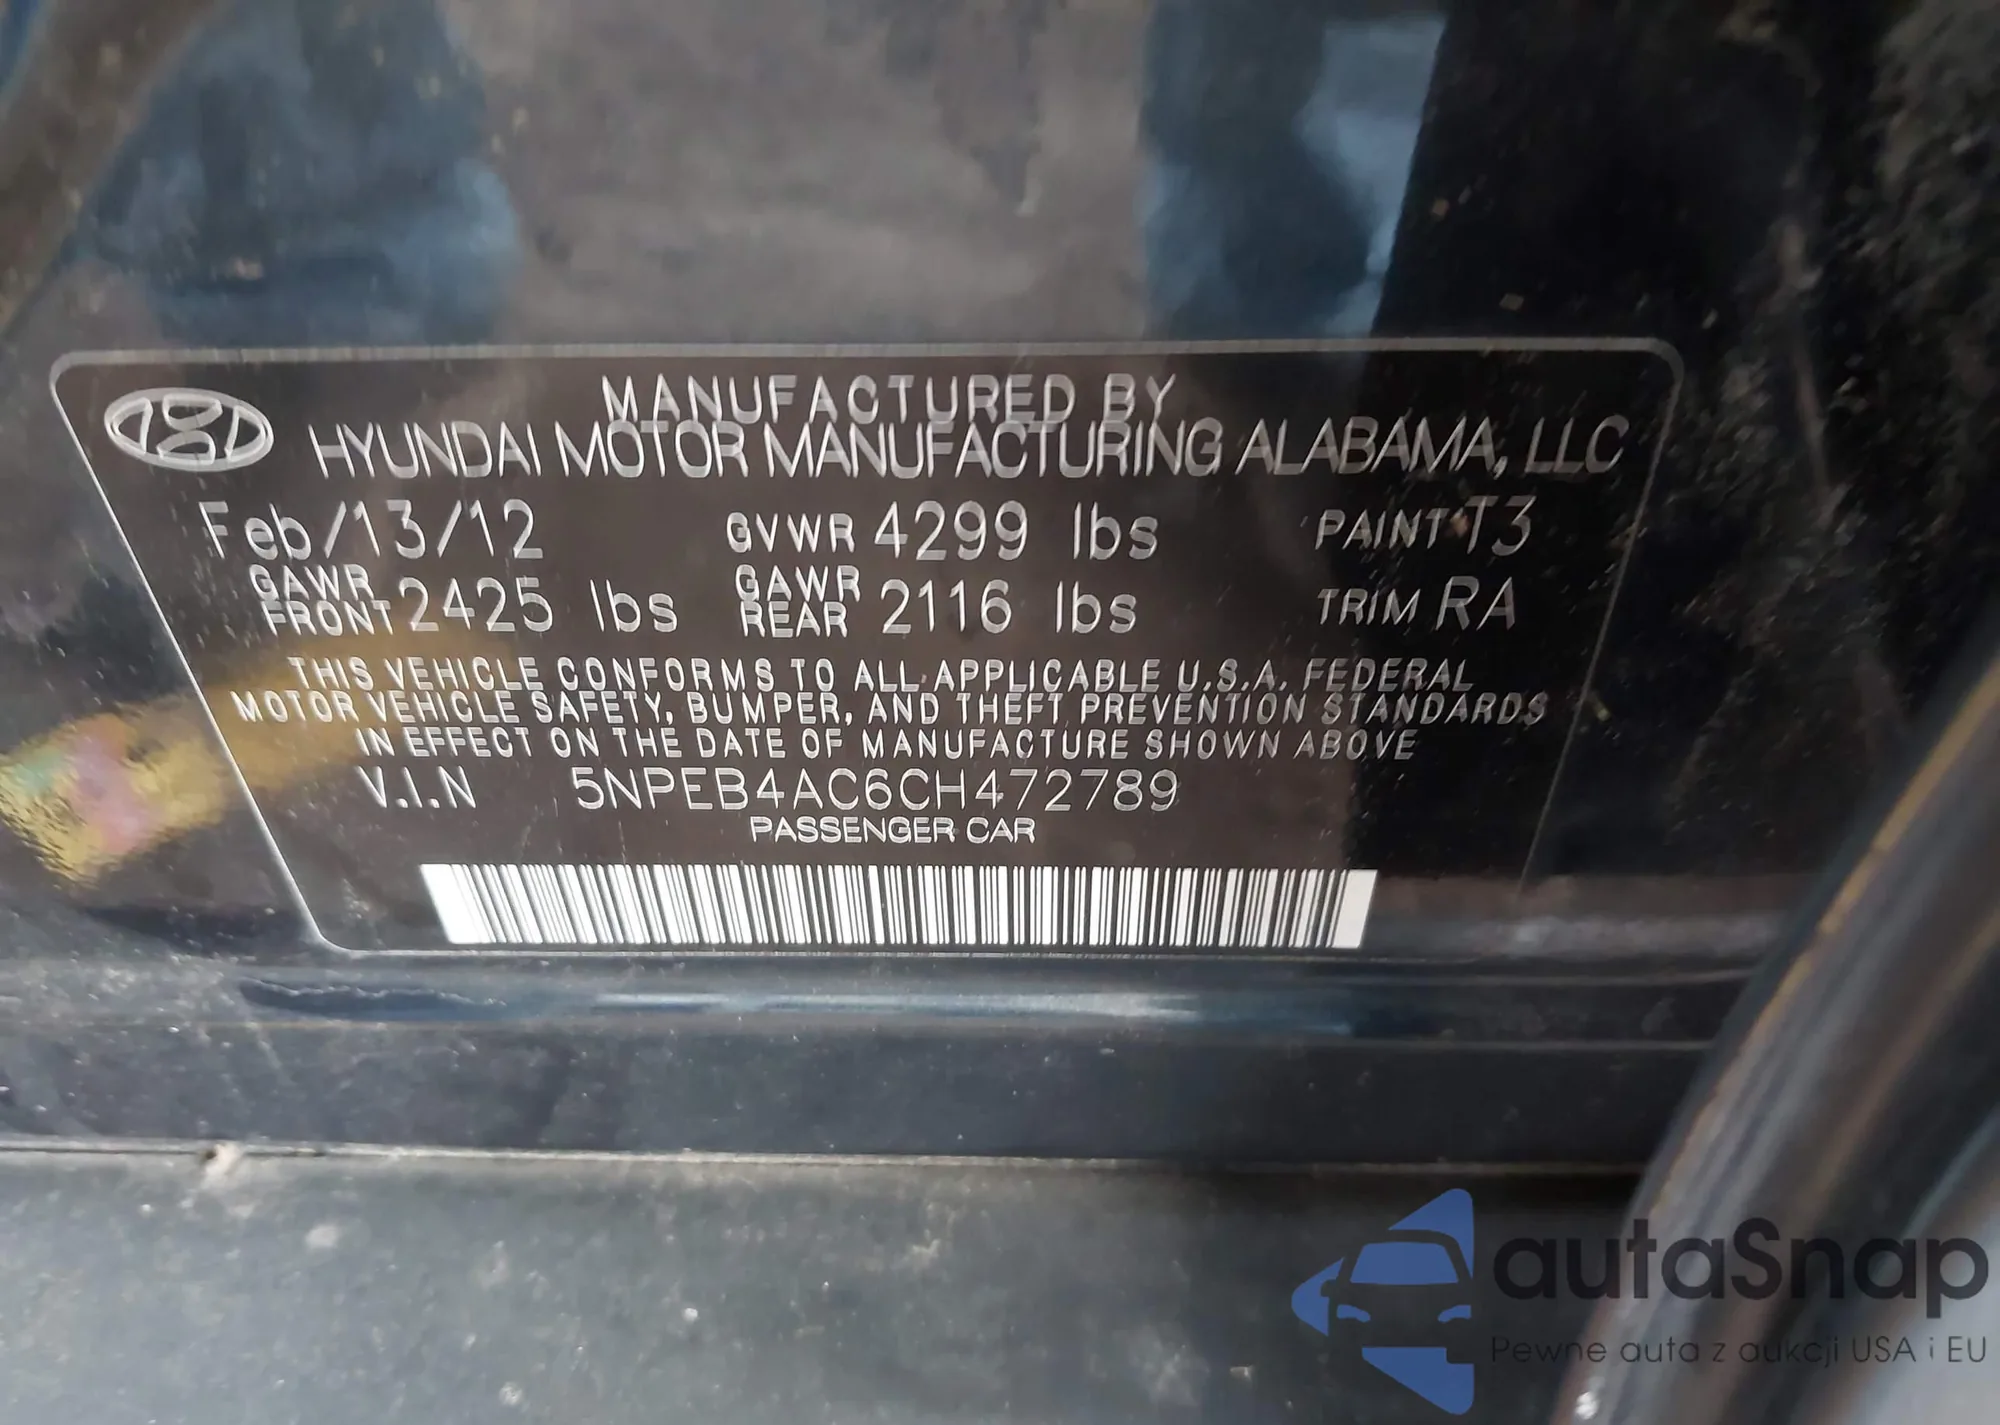 MANUFACTURED BY
HYUNDAI MOTOR MANUFACTURING ALABAMA, LLC
Feb/13/12 GVWR 4299 lbs PAINT T3
GAWR FRONT 2425 lbs GAWR REAR 2116 lbs TRIM RA
THIS VEHICLE CONFORMS TO ALL APPLICABLE U.S.A. FEDERAL
MOTOR VEHICLE SAFETY, BUMPER, AND THEFT PREVENTION STANDARDS
IN EFFECT ON THE DATE OF MANUFACTURE SHOWN ABOVE
V.I.N 5NPEB4AC6CH472789
PASSENGER CAR
autaSnap
Pewne auta z aukcji USA i EU